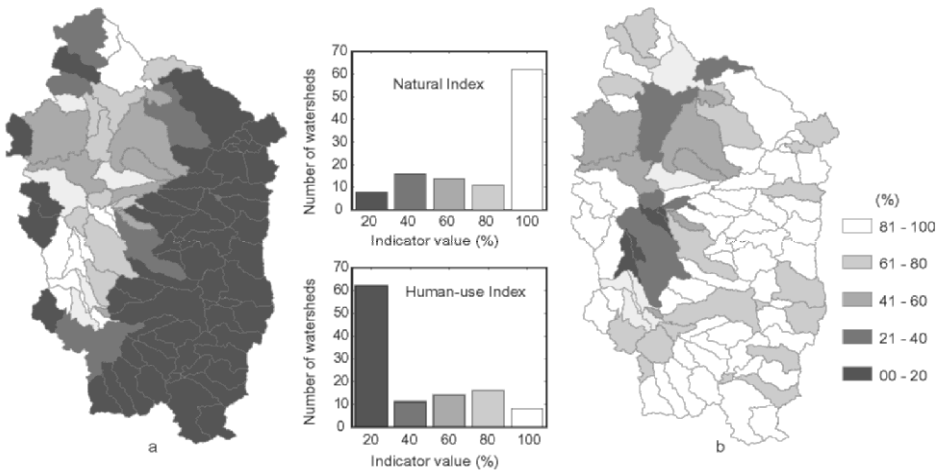 70
60
50
40
30
20
10
0
Number of watersheds
Natural Index
20 40 60 80 100
Indicator value (%)
70
60
50
40
30
20
10
0
Number of watersheds
Human-use Index
20 40 60 80 100
Indicator value (%)
(%)
81 - 100
61 - 80
41 - 60
21 - 40
00 - 20
a
b